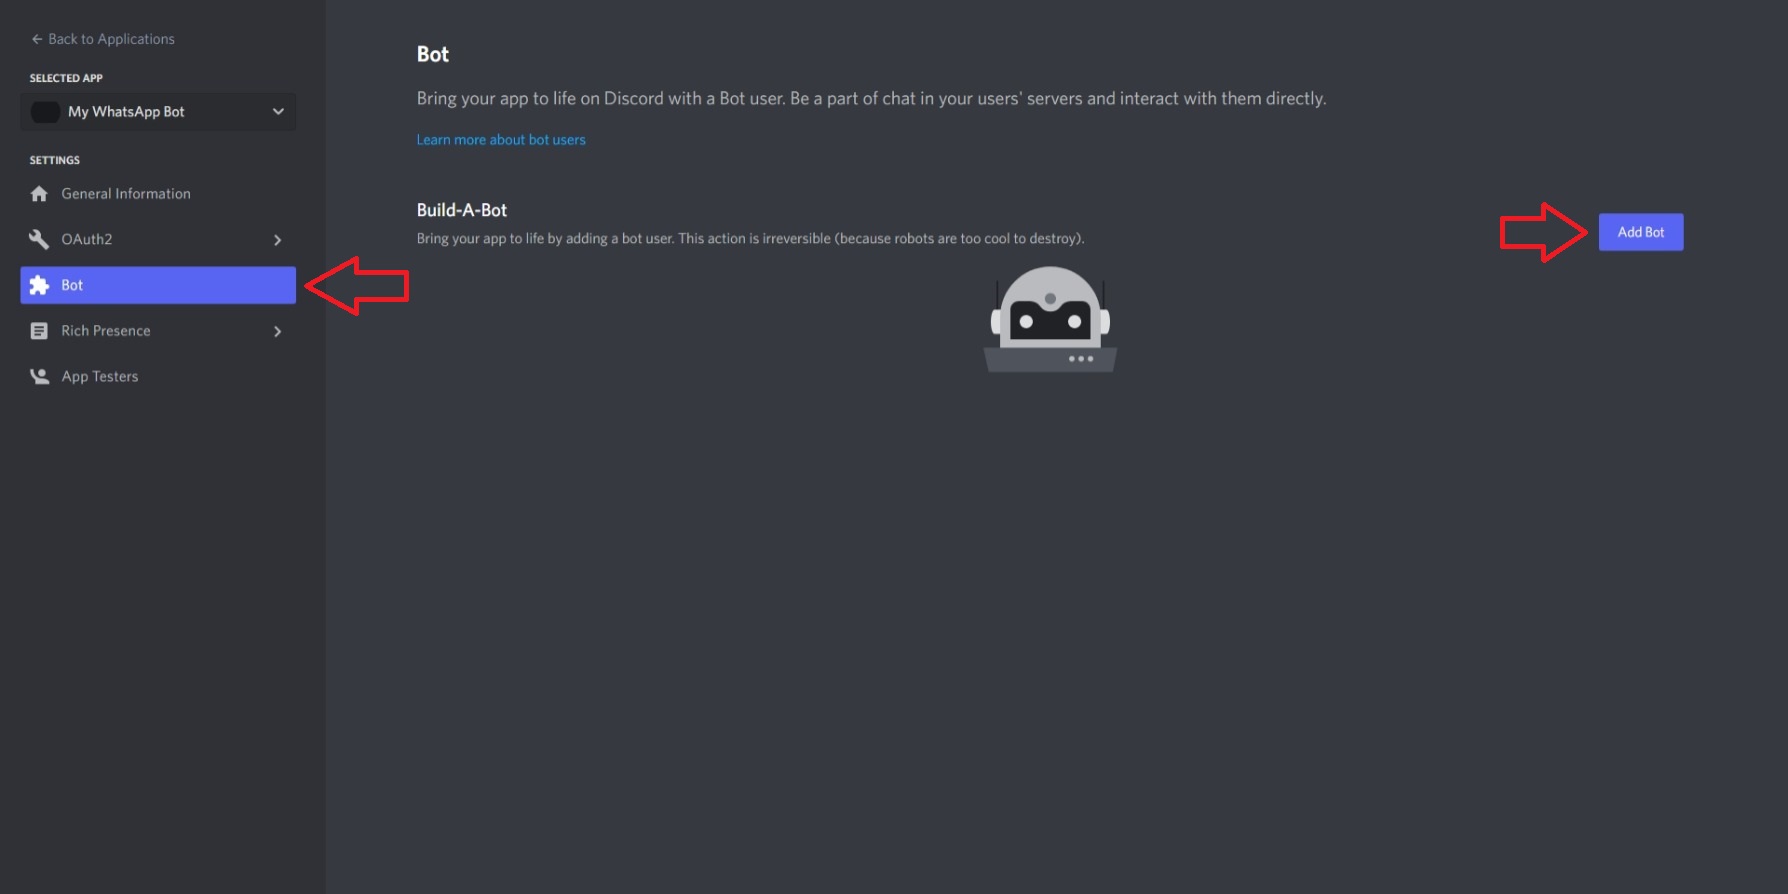 Back to Applications
SELECTED APP
My WhatsApp Bot
SETTINGS
General Information
OAuth2
Bot
Rich Presence
App Testers
Bot
Bring your app to life on Discord with a Bot user. Be a part of chat in your users' servers and interact with them directly.
Learn more about bot users
Build-A-Bot
Bring your app to life by adding a bot user. This action is irreversible (because robots are too cool to destroy).
Add Bot